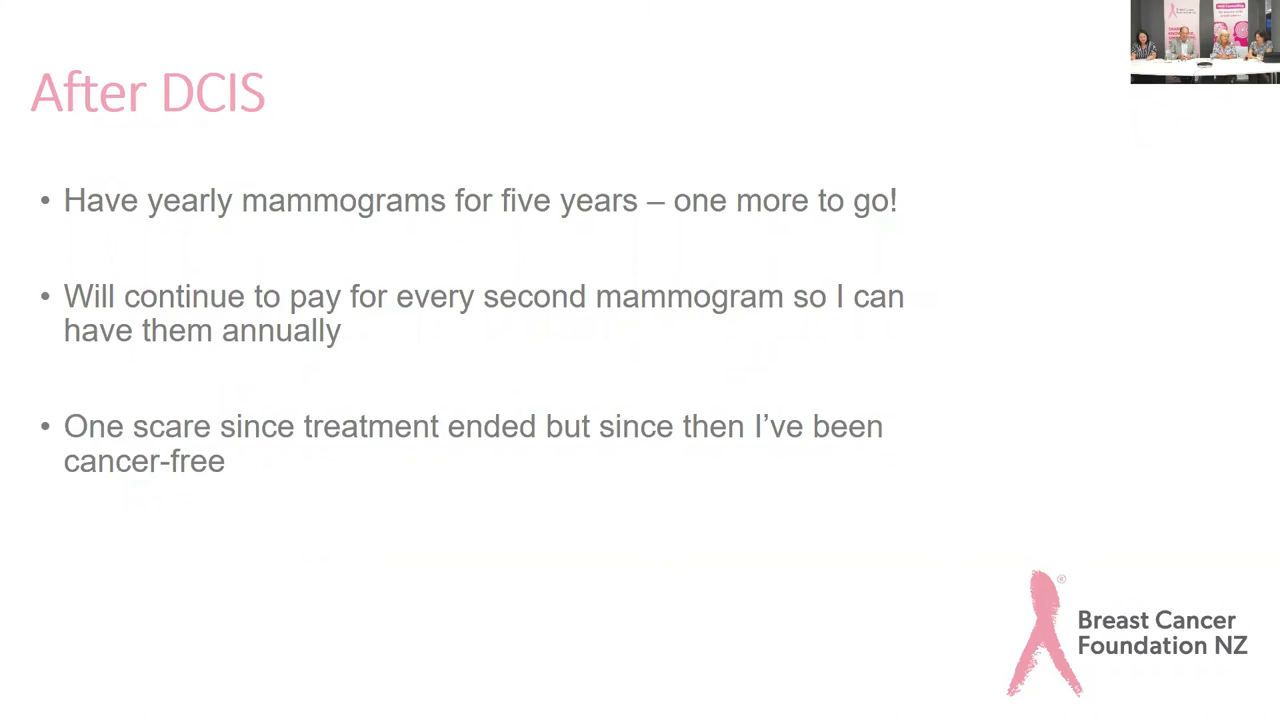 After DCIS
• Have yearly mammograms for five years – one more to go!
• Will continue to pay for every second mammogram so I can
have them annually
• One scare since treatment ended but since then I’ve been
cancer-free
®
Breast Cancer
Foundation NZ